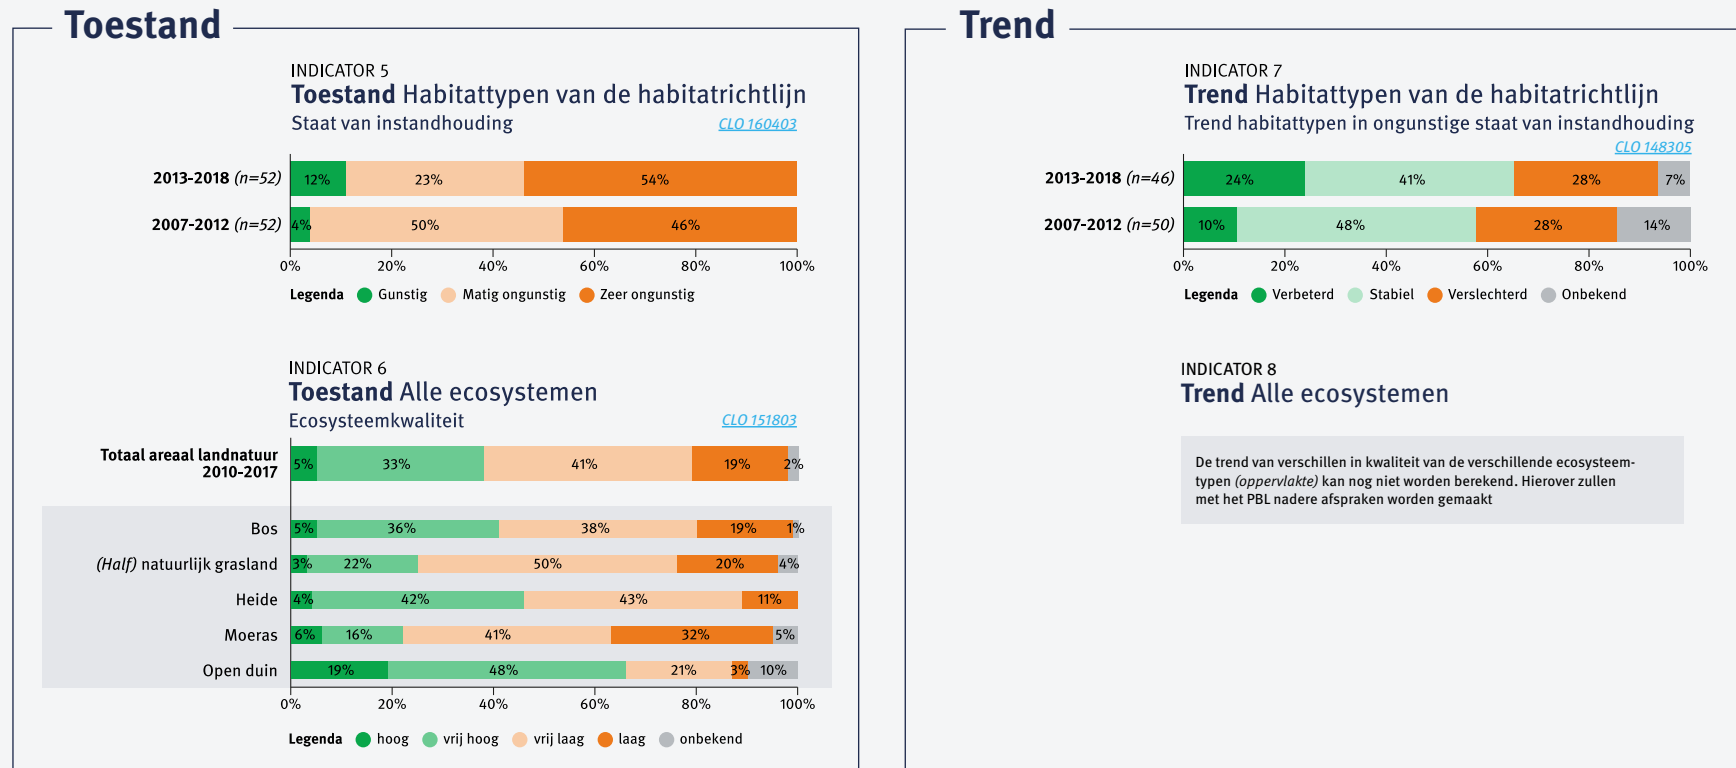 Toestand
INDICATOR 5
Toestand Habitattypen van de habitatrichtlijn
Staat van instandhouding
CLO 160403
2013-2018 (n=52)
12%
23%
54%
2007-2012 (n=52)
4%
50%
46%
0%
20%
40%
60%
80%
100%
Legenda
Gunstig
Matig ongunstig
Zeer ongunstig
INDICATOR 6
Toestand Alle ecosystemen
Ecosysteemkwaliteit
CLO 151803
Totaal areaal landnatuur
2010-2017
5%
33%
41%
19%
2%
Bos
5%
36%
38%
19%
1%
(Half) natuurlijk grasland
3%
22%
50%
20%
4%
Heide
4%
42%
43%
11%
Moeras
6%
16%
41%
32%
5%
Open duin
19%
48%
21%
3%
10%
0%
20%
40%
60%
80%
100%
Legenda
hoog
vrij hoog
vrij laag
laag
onbekend
Trend
INDICATOR 7
Trend Habitattypen van de habitatrichtlijn
Trend habitattypen in ongunstige staat van instandhouding
CLO 148305
2013-2018 (n=46)
24%
41%
28%
7%
2007-2012 (n=50)
10%
48%
28%
14%
0%
20%
40%
60%
80%
100%
Legenda
Verbeterd
Stabiel
Verslechterd
Onbekend
INDICATOR 8
Trend Alle ecosystemen
De trend van verschillen in kwaliteit van de verschillende ecosysteem-
typen (oppervlakte) kan nog niet worden berekend. Hierover zullen
met het PBL nadere afspraken worden gemaakt